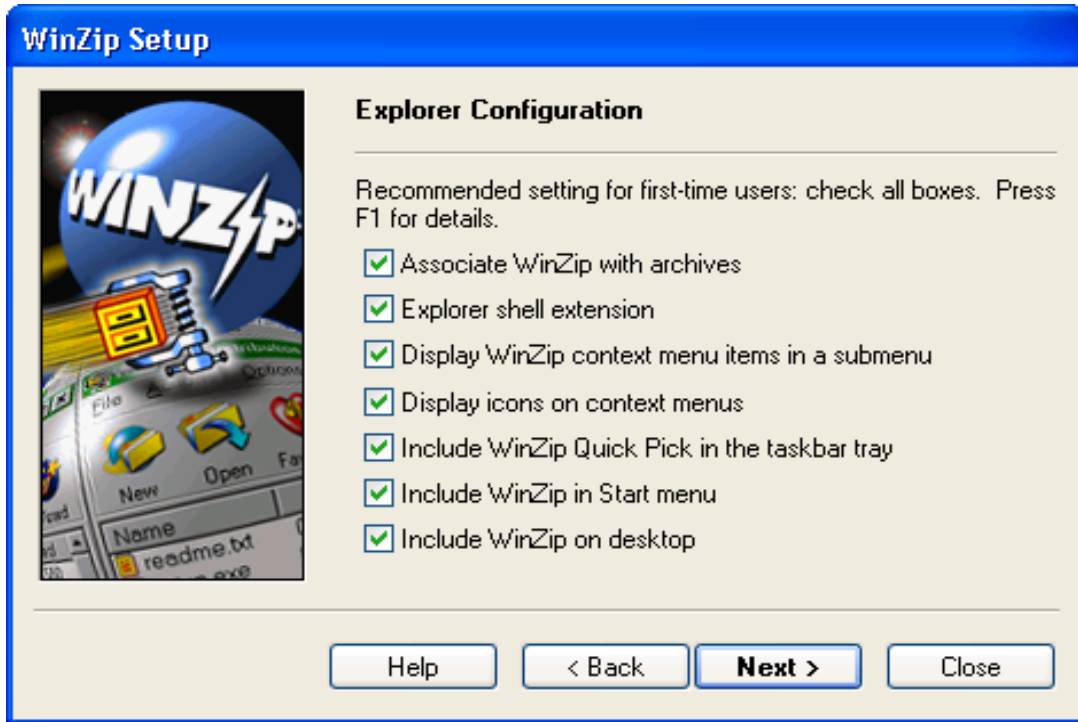 WinZip Setup
WINZIP
File
Options
New
Open
Name
readme.txt
Explorer Configuration
Recommended setting for first-time users: check all boxes. Press
F1 for details.
Associate WinZip with archives
Explorer shell extension
Display WinZip context menu items in a submenu
Display icons on context menus
Include WinZip Quick Pick in the taskbar tray
Include WinZip in Start menu
Include WinZip on desktop
Help
< Back
Next >
Close